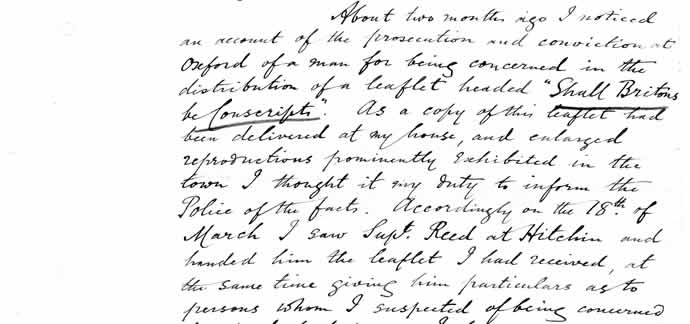 About two months ago I noticed
an account of the prosecution and conviction at
Oxford of a man for being concerned in the
distribution of a leaflet headed "Shall Britons
be Conscripts". As a copy of this leaflet had
been delivered at my house, and enlarged
reproductions prominently exhibited in the
town I thought it my duty to inform the
Police of the facts. Accordingly on the 18th. of
March I saw Supt. Reed at Hitchin and
handed him the leaflet I had received, at
the same time giving him particulars as to
persons whom I suspected of being concerned